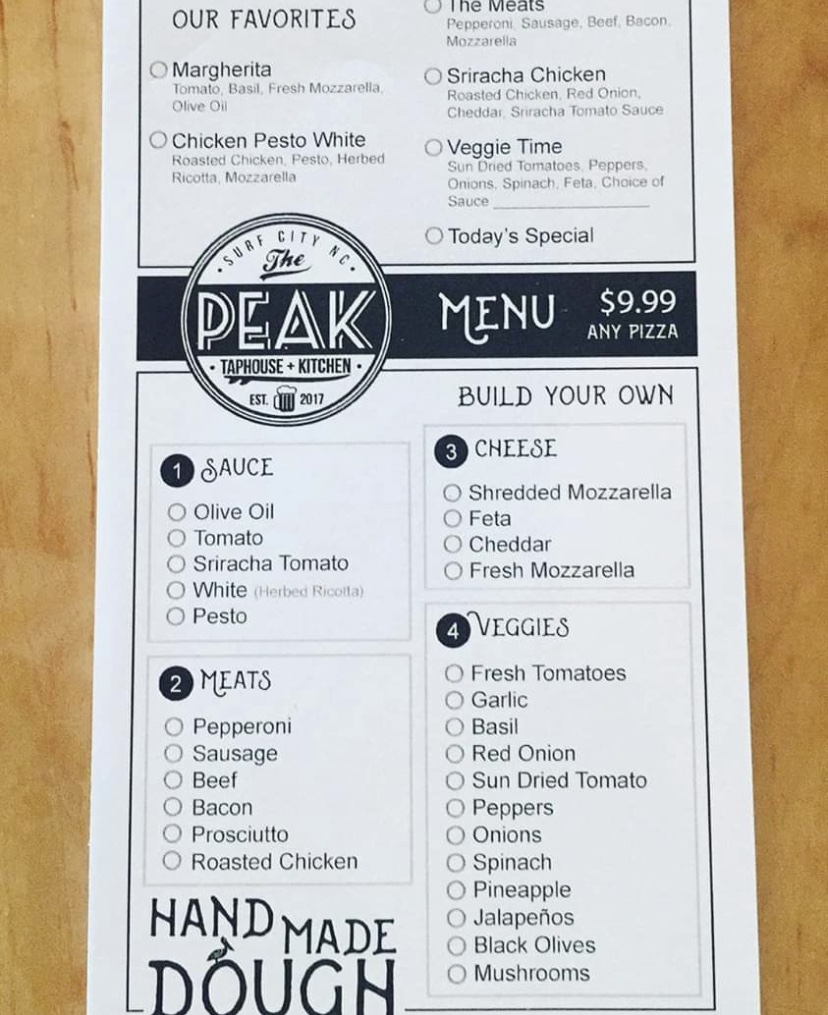 OUR FAVORITES
Margherita
Tomato, Basil, Fresh Mozzarella,
Olive Oil
Chicken Pesto White
Roasted Chicken, Pesto, Herbed
Ricotta, Mozzarella
The Meats
Pepperoni, Sausage, Beef, Bacon,
Mozzarella
Sriracha Chicken
Roasted Chicken, Red Onion,
Cheddar, Sriracha Tomato Sauce
Veggie Time
Sun Dried Tomatoes, Peppers,
Onions, Spinach, Feta, Choice of
Sauce
Today's Special
· SURF CITY NC ·
The
PEAK
· TAPHOUSE + KITCHEN ·
EST. 2017
MENU
$9.99
ANY PIZZA
BUILD YOUR OWN
1 SAUCE
Olive Oil
Tomato
Sriracha Tomato
White (Herbed Ricotta)
Pesto
2 MEATS
Pepperoni
Sausage
Beef
Bacon
Prosciutto
Roasted Chicken
3 CHEESE
Shredded Mozzarella
Feta
Cheddar
Fresh Mozzarella
4 VEGGIES
Fresh Tomatoes
Garlic
Basil
Red Onion
Sun Dried Tomato
Peppers
Onions
Spinach
Pineapple
Jalapeños
Black Olives
Mushrooms
HAND MADE
DOUGH